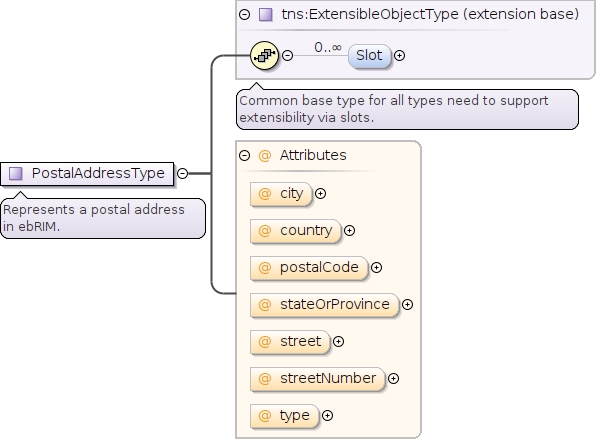 tns:ExtensibleObjectType (extension base)
0..∞
Slot
Common base type for all types need to support
extensibility via slots.
PostalAddressType
Represents a postal address
in ebRIM.
@ Attributes
@ city
@ country
@ postalCode
@ stateOrProvince
@ street
@ streetNumber
@ type